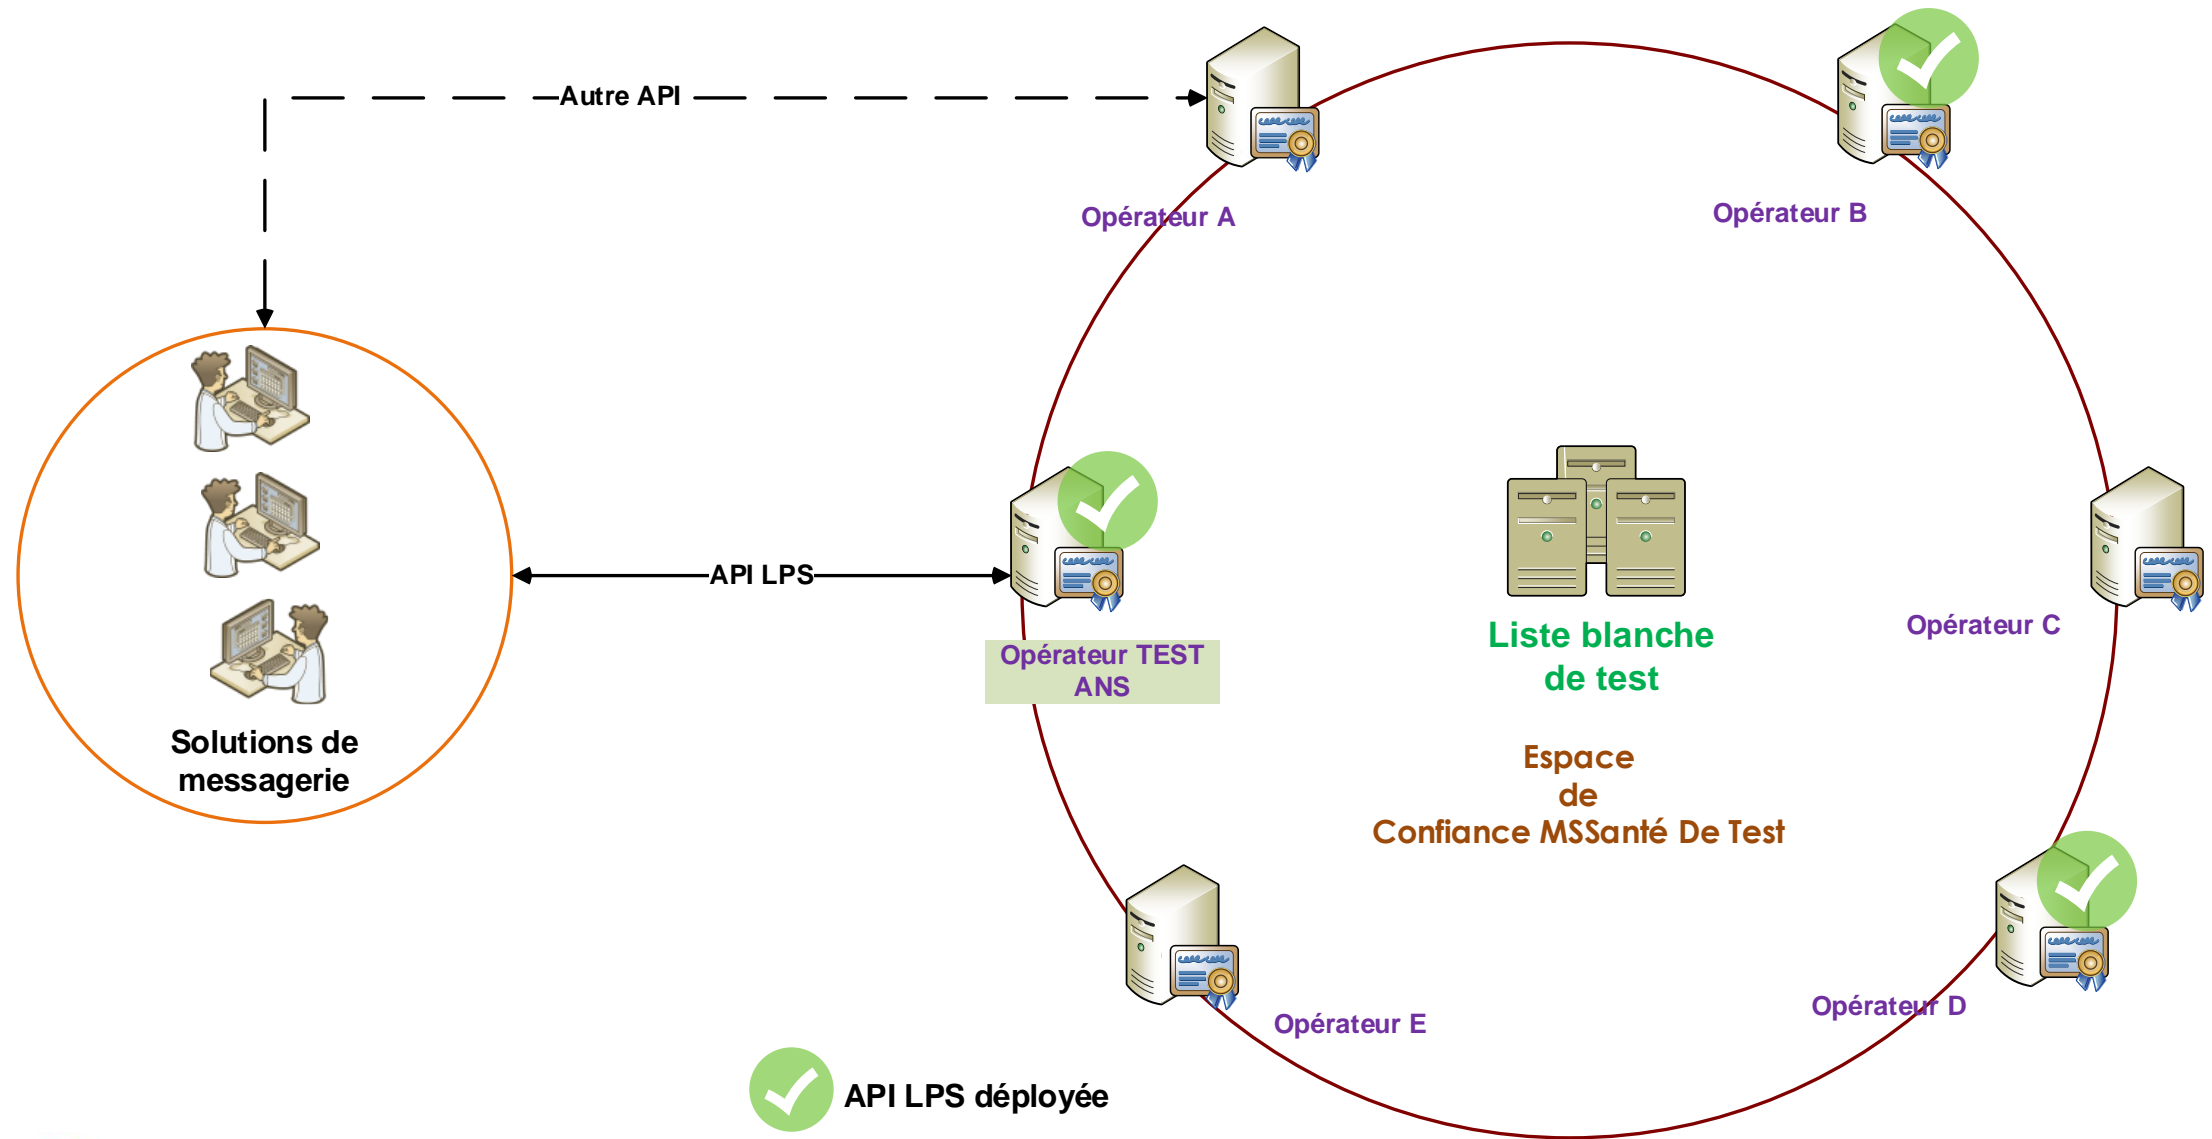 Autre API
Opérateur A
Opérateur B
API LPS
Opérateur TEST
ANS
Liste blanche
de test
Opérateur C
Solutions de
messagerie
Espace
de
Confiance MSSanté De Test
Opérateur E
Opérateur D
API LPS déployée